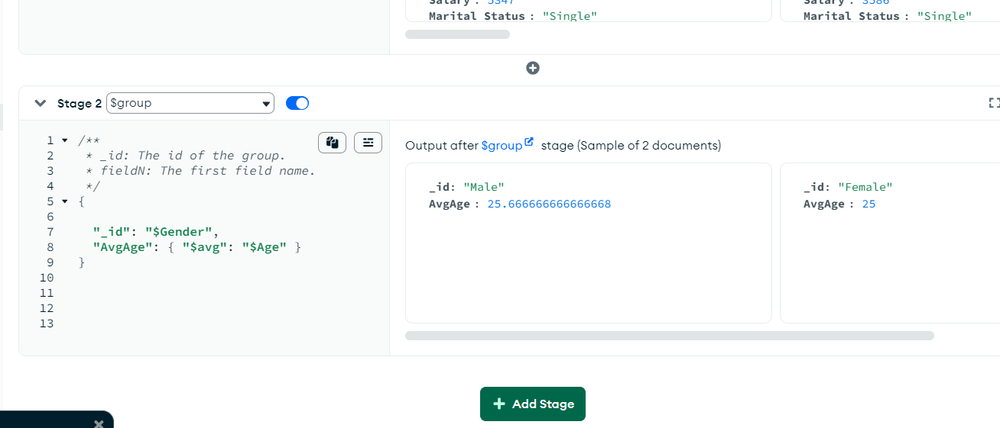 Salary : 5347
Marital Status : "Single"
Salary : 3586
Marital Status : "Single"
Stage 2 $group
1 /**
2 * _id: The id of the group.
3 * fieldN: The first field name.
4 */
5 {
6
7 "_id": "$Gender",
8 "AvgAge": { "$avg": "$Age" }
9 }
10
11
12
13
Output after $group stage (Sample of 2 documents)
_id: "Male"
AvgAge : 25.666666666666668
_id: "Female"
AvgAge : 25
Add Stage